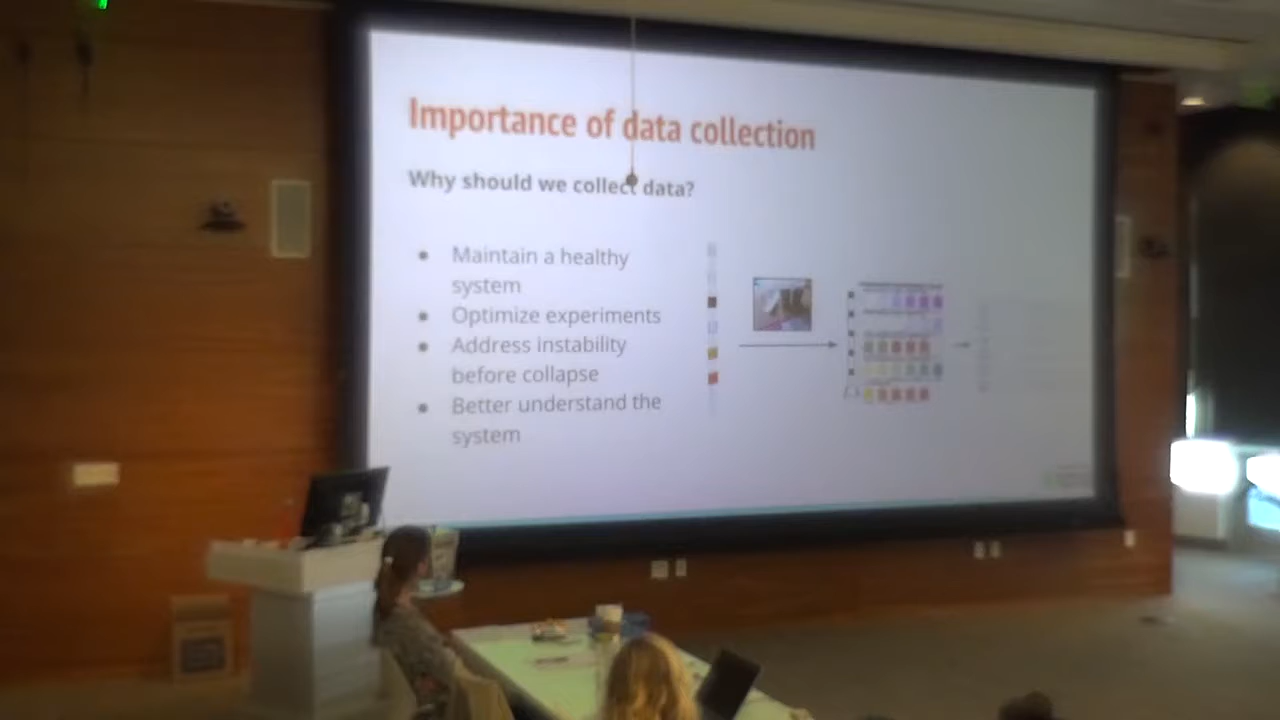 Importance of data collection
Why should we collect data?
● Maintain a healthy
system
● Optimize experiments
● Address instability
before collapse
● Better understand the
system